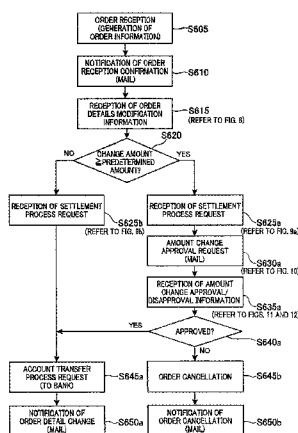 ORDER RECEPTION
(GENERATION OF
ORDER INFORMATION)
S605
NOTIFICATION OF ORDER
RECEPTION CONFIRMATION
(MAIL)
S610
RECEPTION OF ORDER
DETAILS MODIFICATION
INFORMATION
S615
(REFER TO FIG. 8)
S620
CHANGE AMOUNT
≧PREDETERMINED
AMOUNT?
NO
YES
RECEPTION OF SETTLEMENT
PROCESS REQUEST
S625b
(REFER TO FIG. 9b)
RECEPTION OF SETTLEMENT
PROCESS REQUEST
S625a
(REFER TO FIG. 9a)
AMOUNT CHANGE
APPROVAL REQUEST
(MAIL)
S630a
(REFER TO FIG. 10)
RECEPTION OF AMOUNT
CHANGE APPROVAL/
DISAPPROVAL INFORMATION
S635a
(REFER TO FIGS. 11 AND 12)
YES
APPROVED?
S640a
NO
ACCOUNT TRANSFER
PROCESS REQUEST
(TO BANK)
S645a
ORDER CANCELLATION
S645b
NOTIFICATION OF
ORDER DETAIL CHANGE
(MAIL)
S650a
NOTIFICATION OF
ORDER CANCELLATION
(MAIL)
S650b